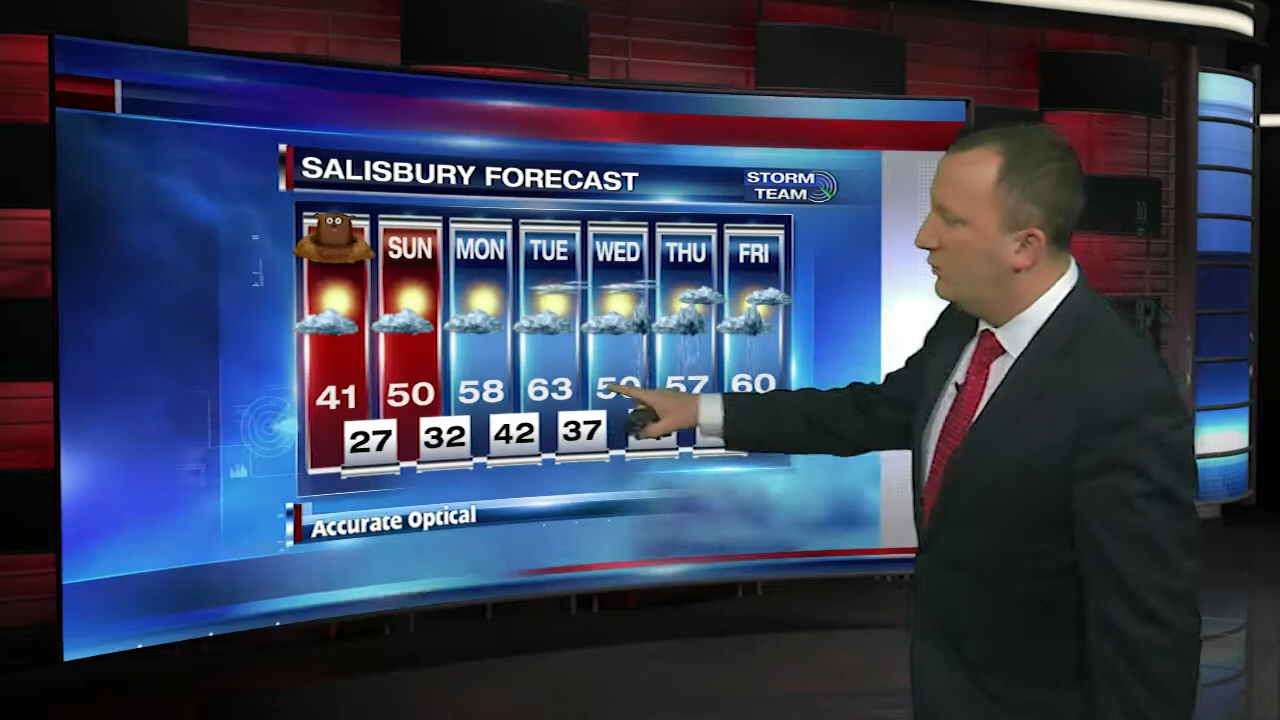 SALISBURY FORECAST
STORM
TEAM
SUN MON TUE WED THU FRI
41 50 58 63 57 60
27 32 42 37
Accurate Optical